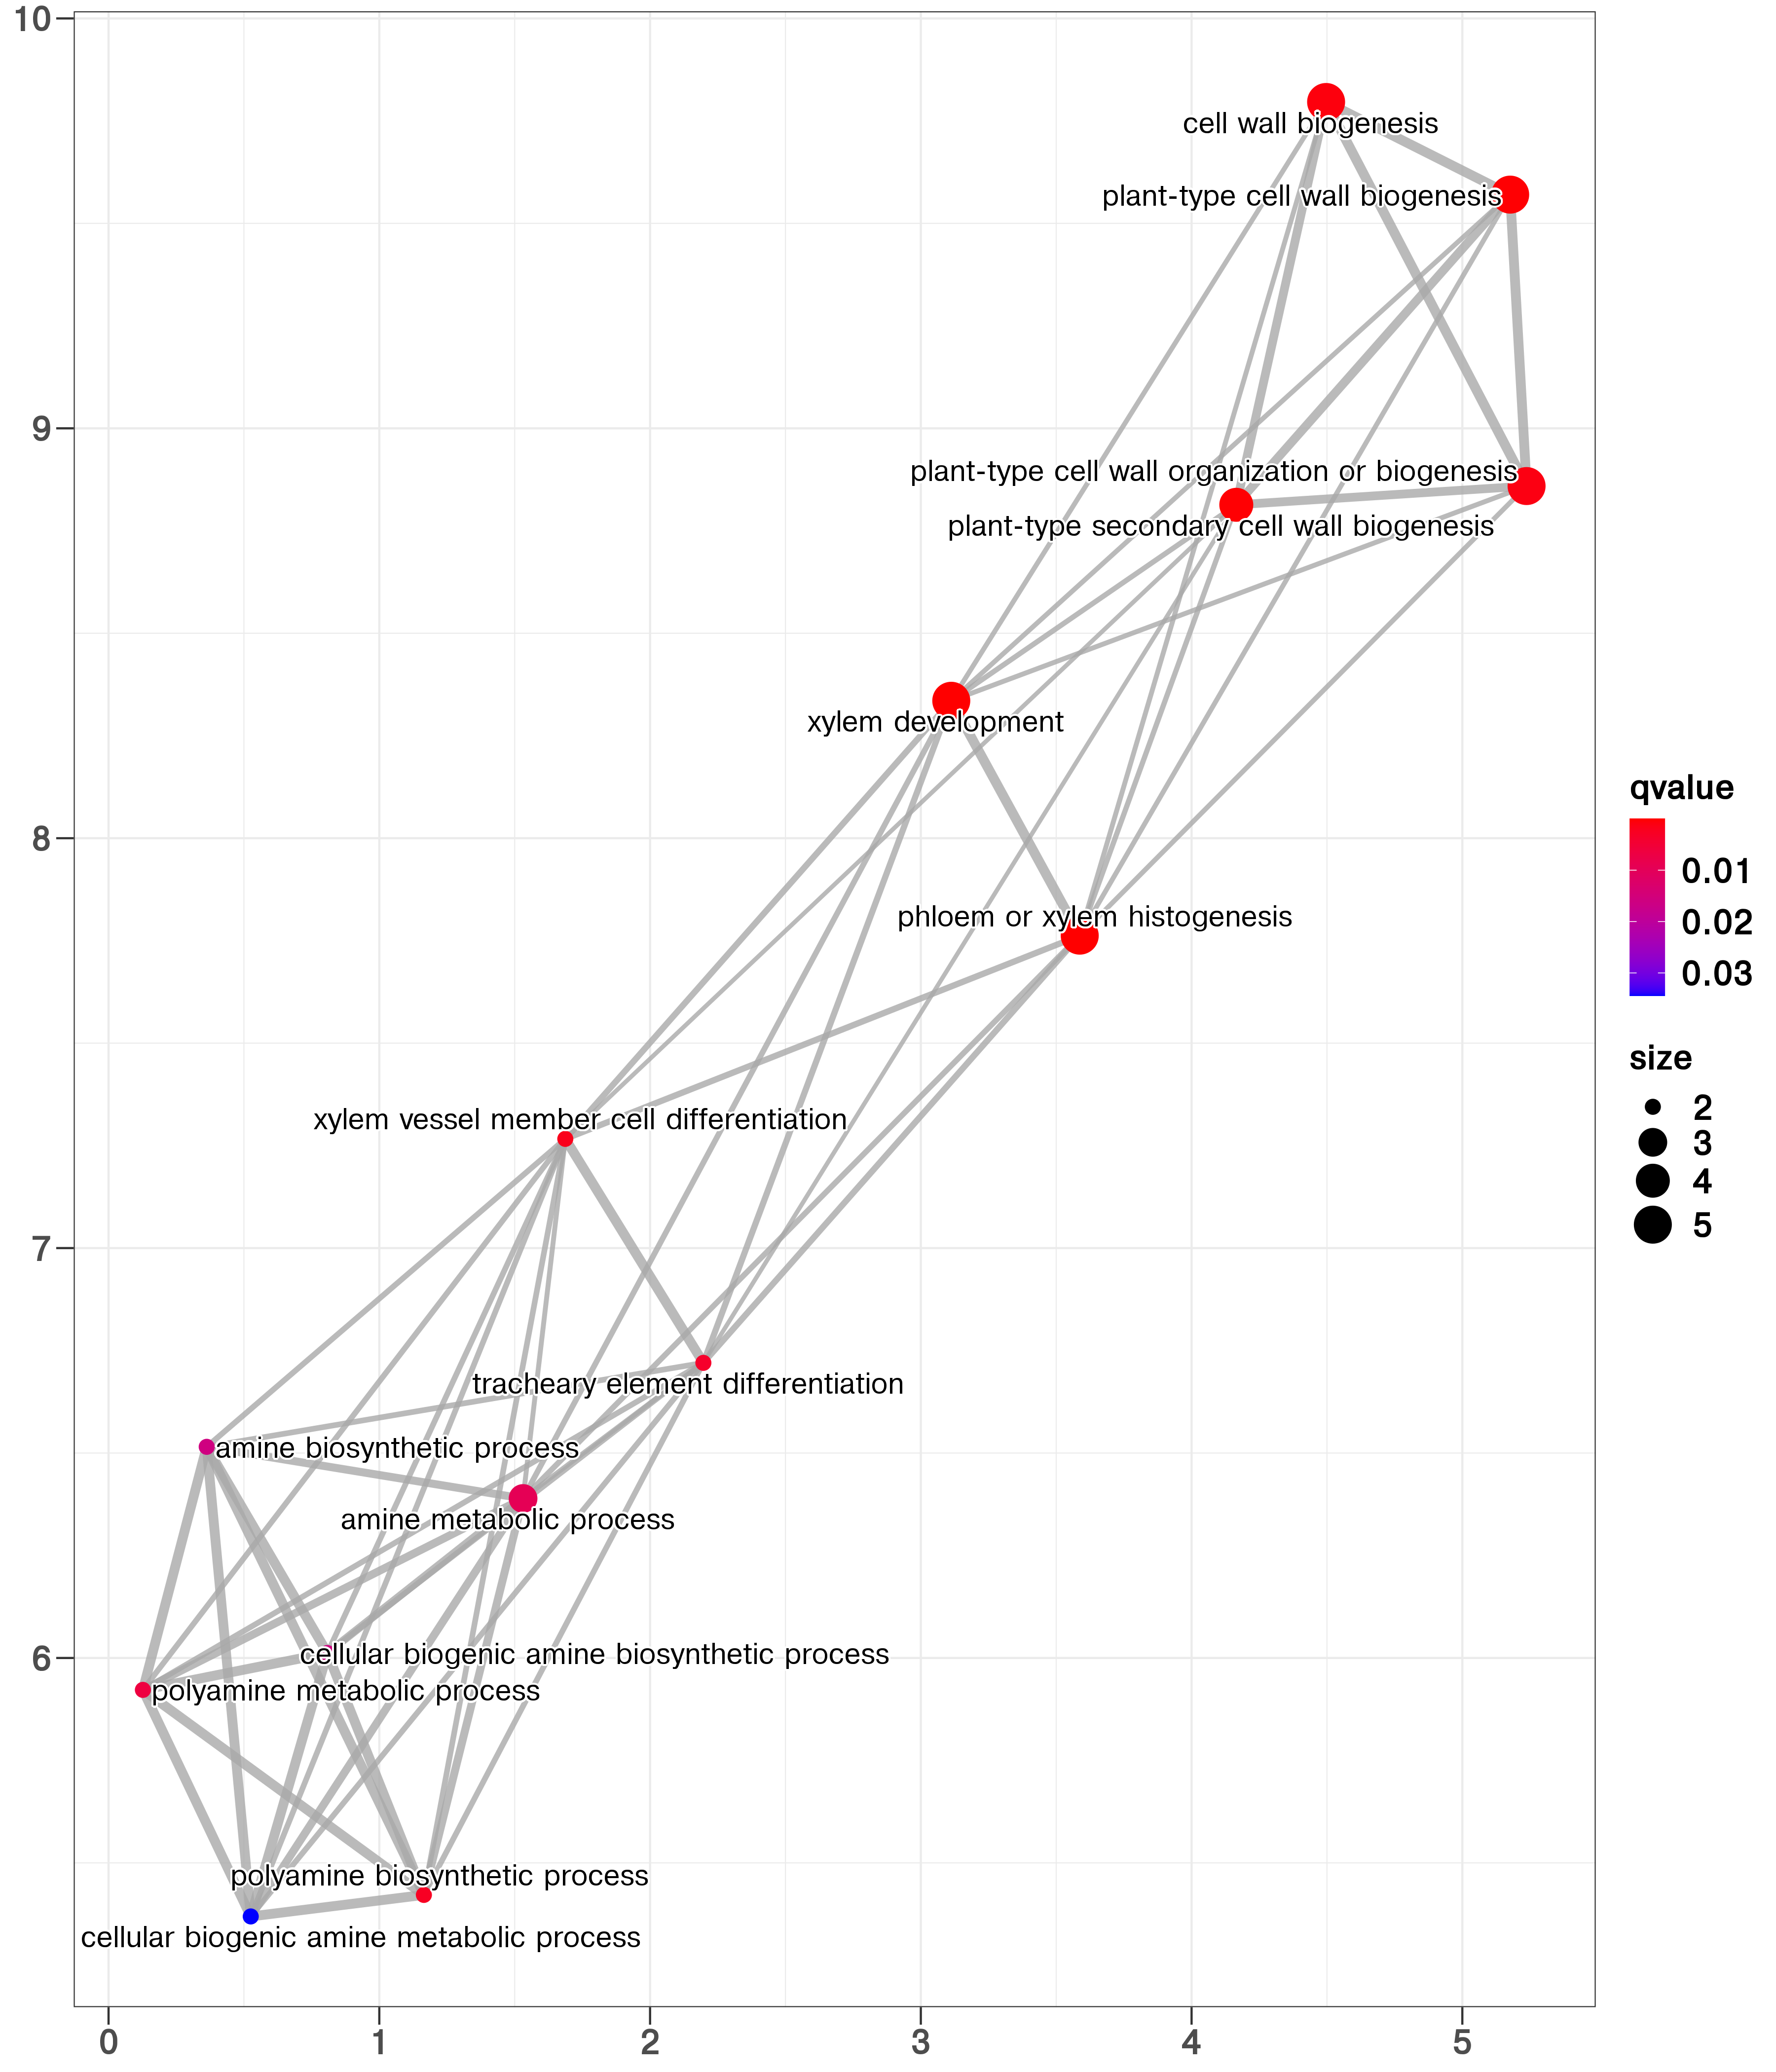 10
9
8
7
6
cell wall biogenesis
plant-type cell wall biogenesis
plant-type cell wall organization or biogenesis
plant-type secondary cell wall biogenesis
xylem development
phloem or xylem histogenesis
xylem vessel member cell differentiation
tracheary element differentiation
amine biosynthetic process
amine metabolic process
cellular biogenic amine biosynthetic process
polyamine metabolic process
polyamine biosynthetic process
cellular biogenic amine metabolic process
0 1 2 3 4 5
qvalue
0.01
0.02
0.03
size
2
3
4
5